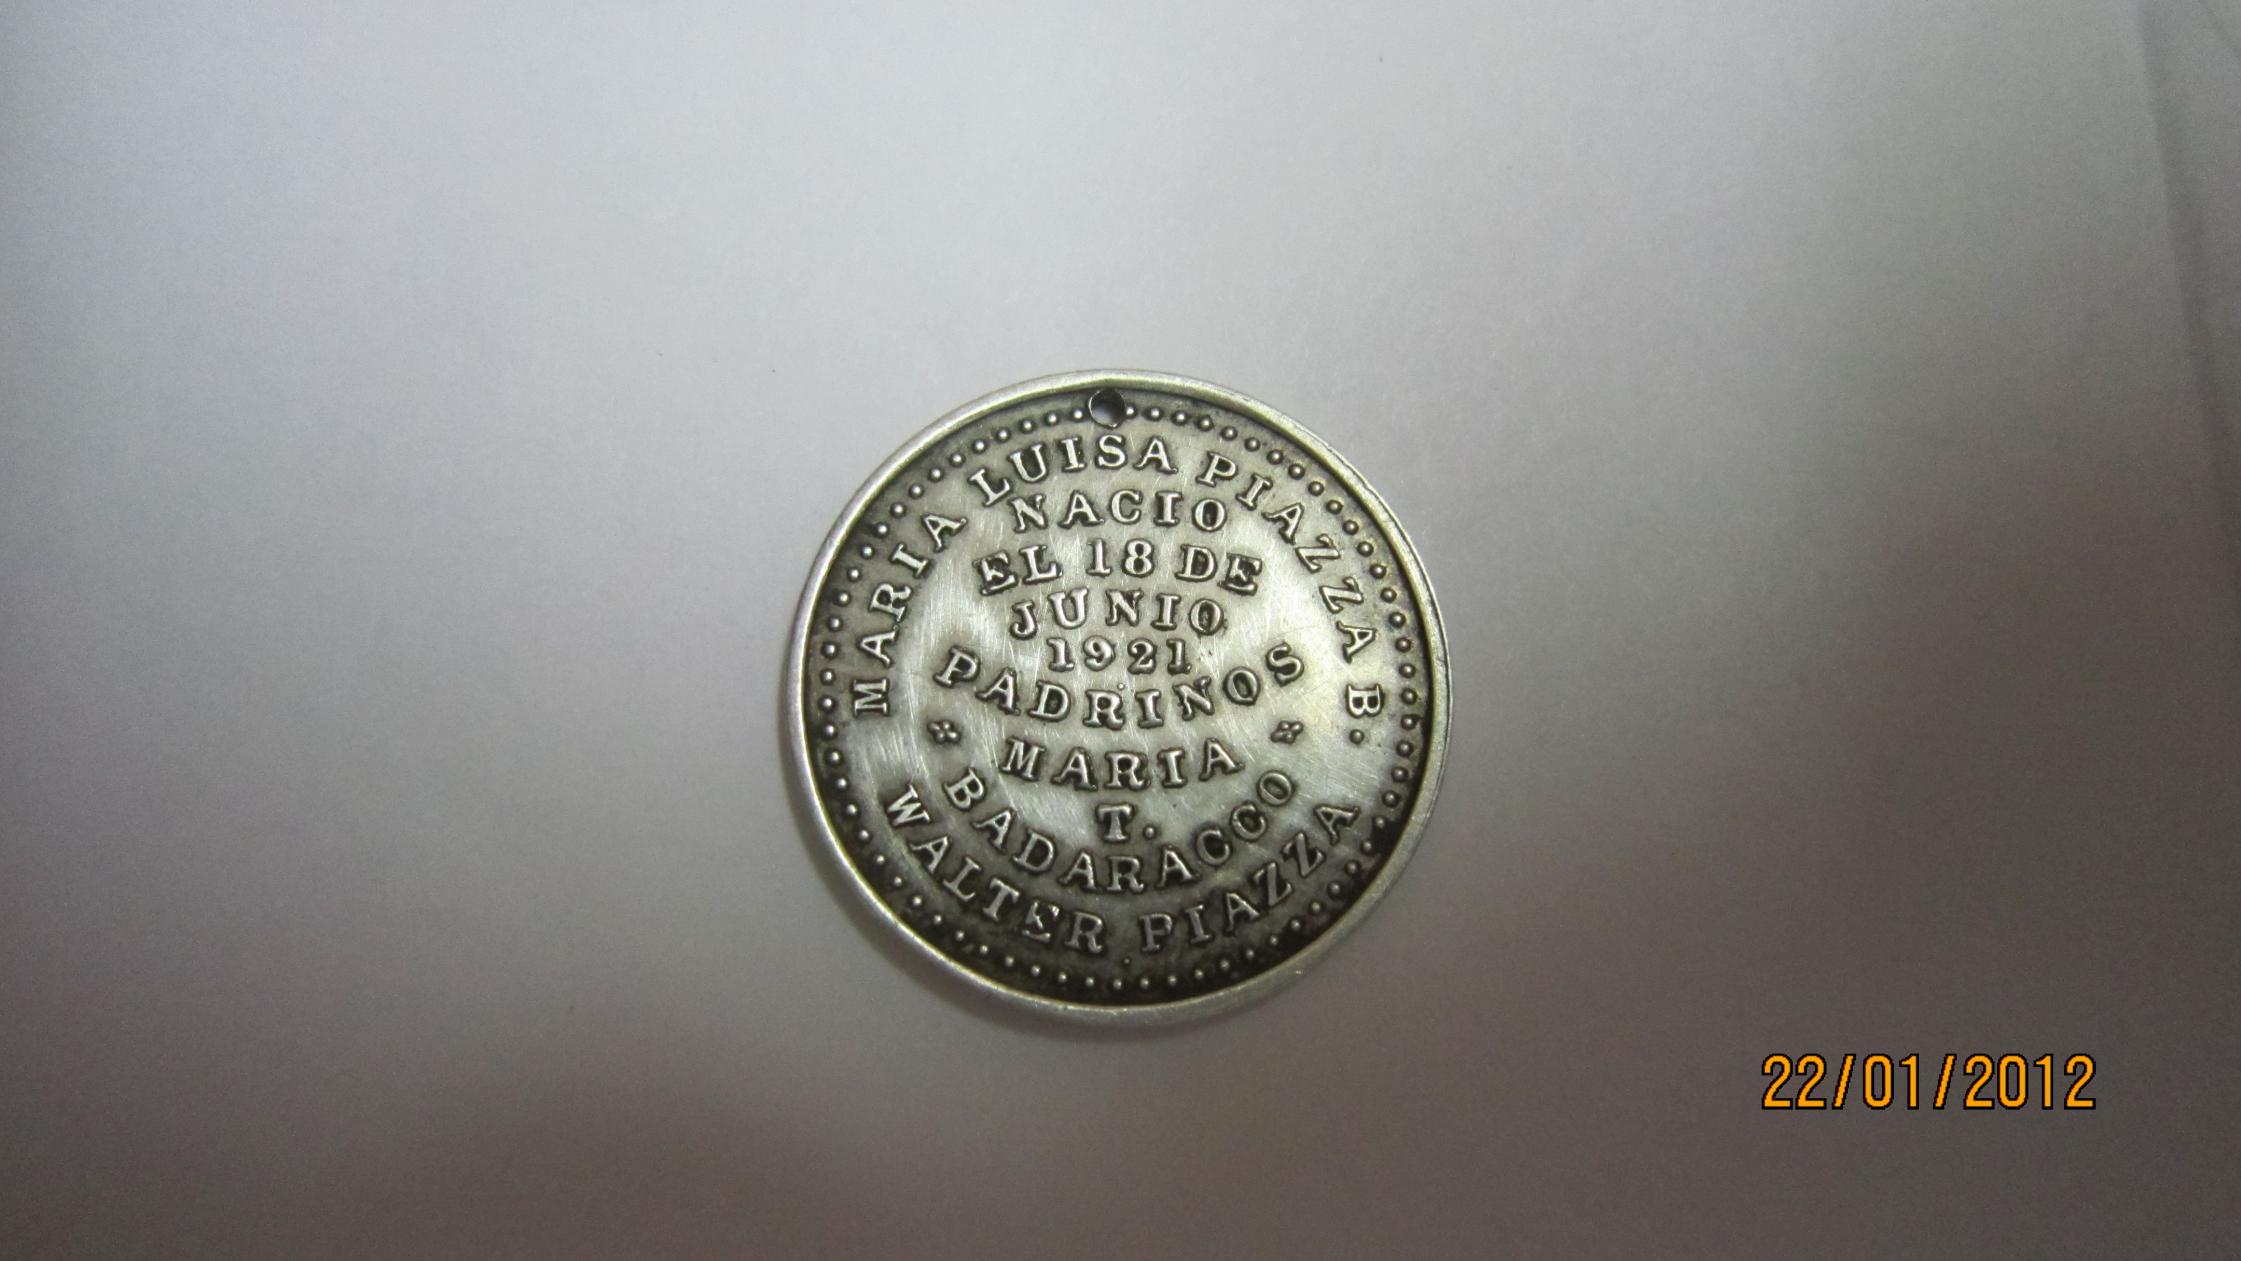 MARIA LUISA PIAZZA B.
NACIO
EL 18 DE
JUNIO
1921
PADRINOS
MARIA
T.
BADARACCO
WALTER PIAZZA
22/01/2012